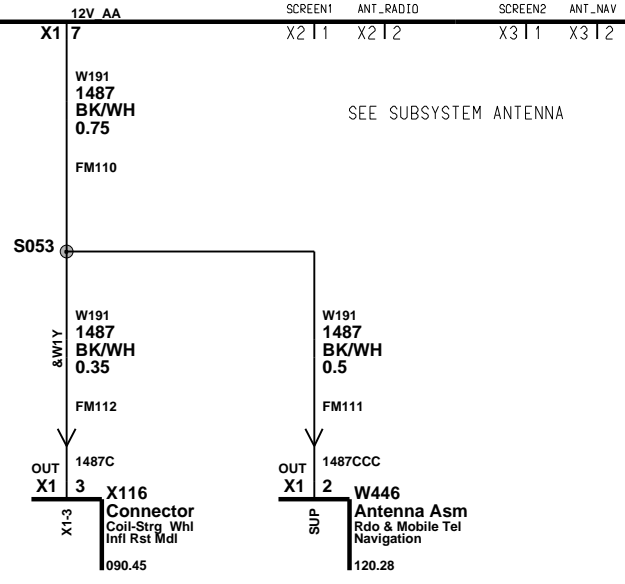 12V_AA
SCREEN1 ANT_RADIO SCREEN2 ANT_NAV
X1 7 X2 1 X2 2 X3 1 X3 2
W191
1487
BK/WH
0.75
SEE SUBSYSTEM ANTENNA
FM110
S053
&W1Y
W191
1487
BK/WH
0.35
FM112
W191
1487
BK/WH
0.5
FM111
OUT 1487C
X1 3
X1-3
X116
Connector
Coil-Strg Whl
Infl Rst Mdl
090.45
OUT 1487CCC
X1 2
SUP
W446
Antenna Asm
Rdo & Mobile Tel
Navigation
120.28